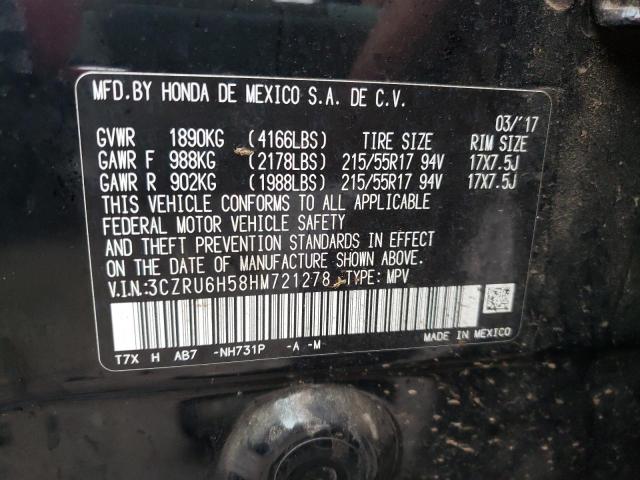 MFD.BY HONDA DE MEXICO S.A. DE C.V.
03/'17
GVWR 1890KG (4166LBS) TIRE SIZE RIM SIZE
GAWR F 988KG (2178LBS) 215/55R17 94V 17X7.5J
GAWR R 902KG (1988LBS) 215/55R17 94V 17X7.5J
THIS VEHICLE CONFORMS TO ALL APPLICABLE
FEDERAL MOTOR VEHICLE SAFETY
AND THEFT PREVENTION STANDARDS IN EFFECT
ON THE DATE OF MANUFACTURE SHOWN ABOVE.
V.I.N:3CZRU6H58HM721278 TYPE: MPV
MADE IN MEXICO
T7X H AB7 -NH731P -A -M-